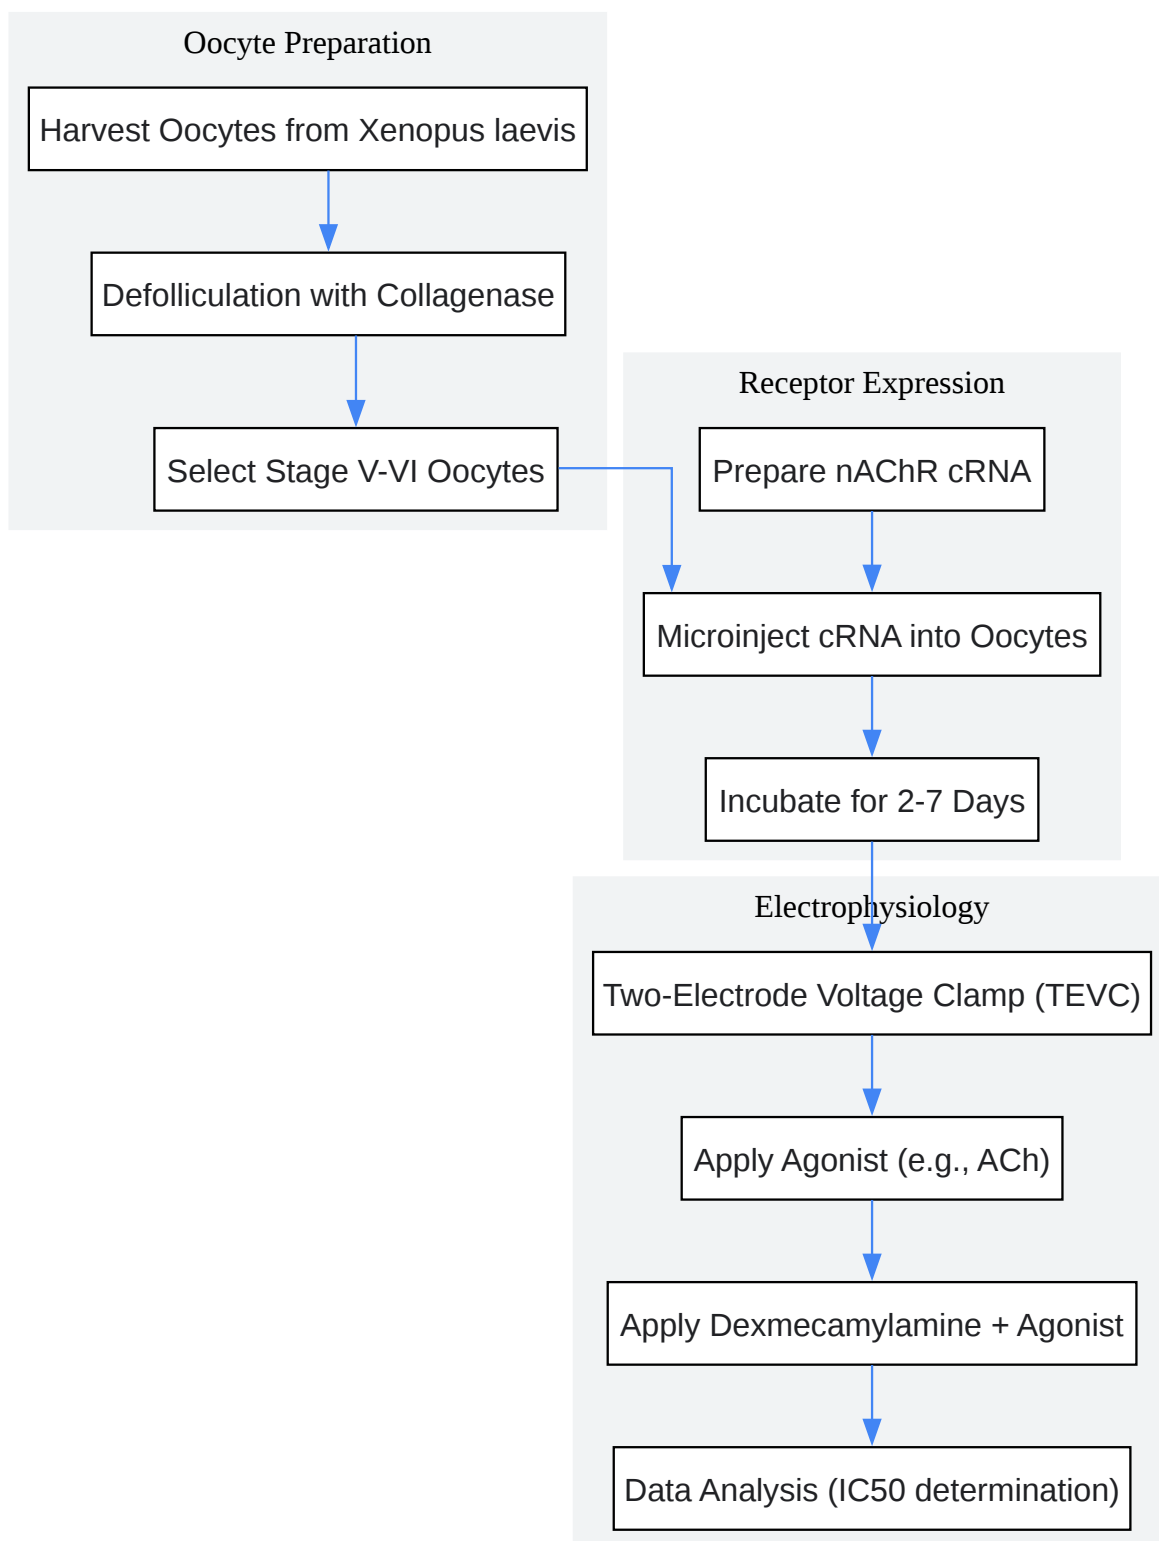 Oocyte Preparation
Harvest Oocytes from Xenopus laevis
Defolliculation with Collagenase
Select Stage V-VI Oocytes
Receptor Expression
Prepare nAChR cRNA
Microinject cRNA into Oocytes
Incubate for 2-7 Days
Electrophysiology
Two-Electrode Voltage Clamp (TEVC)
Apply Agonist (e.g., ACh)
Apply Dexmecamylamine + Agonist
Data Analysis (IC50 determination)